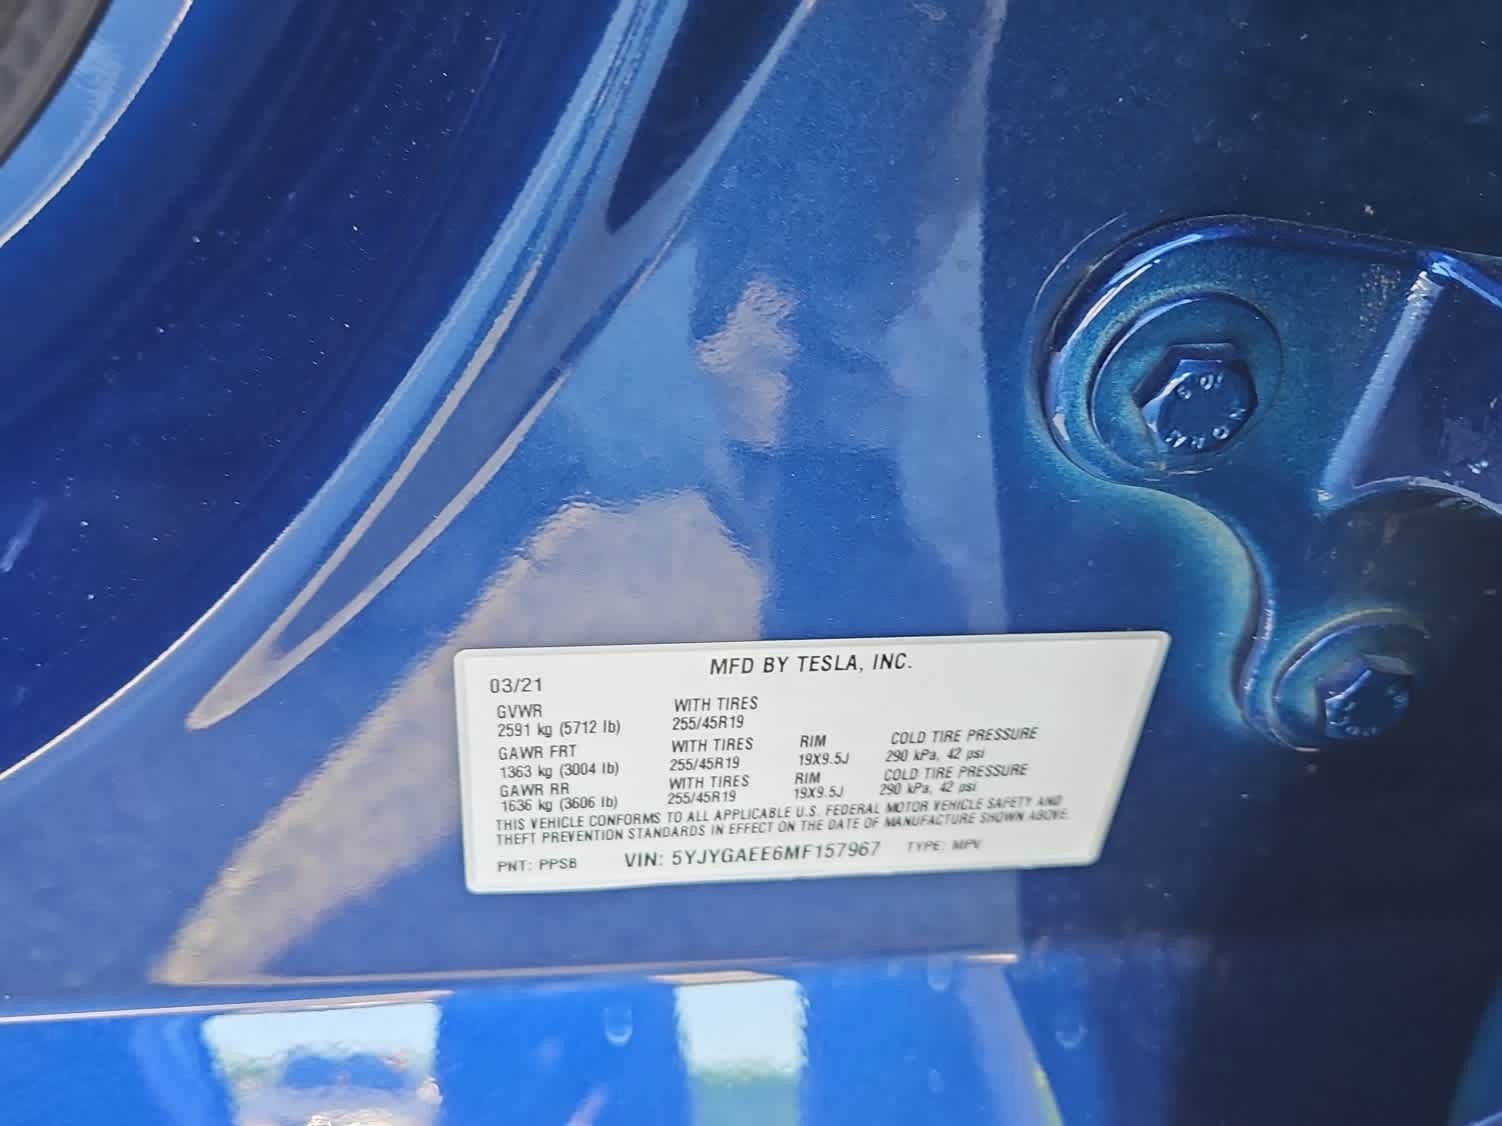 MFD BY TESLA, INC.
03/21
GVWR WITH TIRES
2591 kg (5712 lb) 255/45R19
GAWR FRT WITH TIRES RIM COLD TIRE PRESSURE
1363 kg (3004 lb) 255/45R19 19X9.5J 290 kPa, 42 psi
GAWR RR WITH TIRES RIM COLD TIRE PRESSURE
1636 kg (3606 lb) 255/45R19 19X9.5J 290 kPa, 42 psi
THIS VEHICLE CONFORMS TO ALL APPLICABLE U.S. FEDERAL MOTOR VEHICLE SAFETY AND
THEFT PREVENTION STANDARDS IN EFFECT ON THE DATE OF MANUFACTURE SHOWN ABOVE.
PNT: PPSB VIN: 5YJYGAEE6MF157967 TYPE: MPV